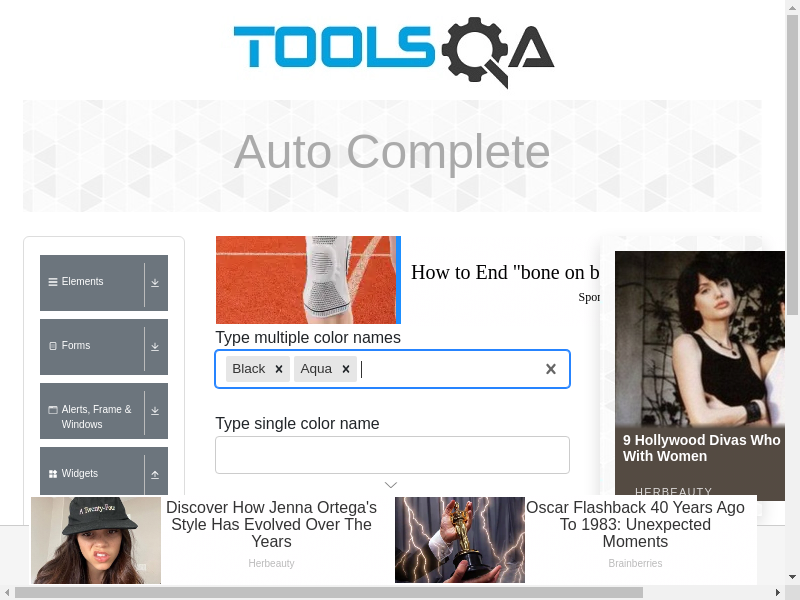 TOOLSQA
Auto Complete
Elements
Forms
Alerts, Frame &
Windows
Widgets
How to End "bone on b
Spon
Type multiple color names
Black
Aqua
Type single color name
9 Hollywood Divas Who
With Women
HERBEAUTY
Discover How Jenna Ortega's
Style Has Evolved Over The
Years
Herbeauty
Oscar Flashback 40 Years Ago
To 1983: Unexpected
Moments
Brainberries